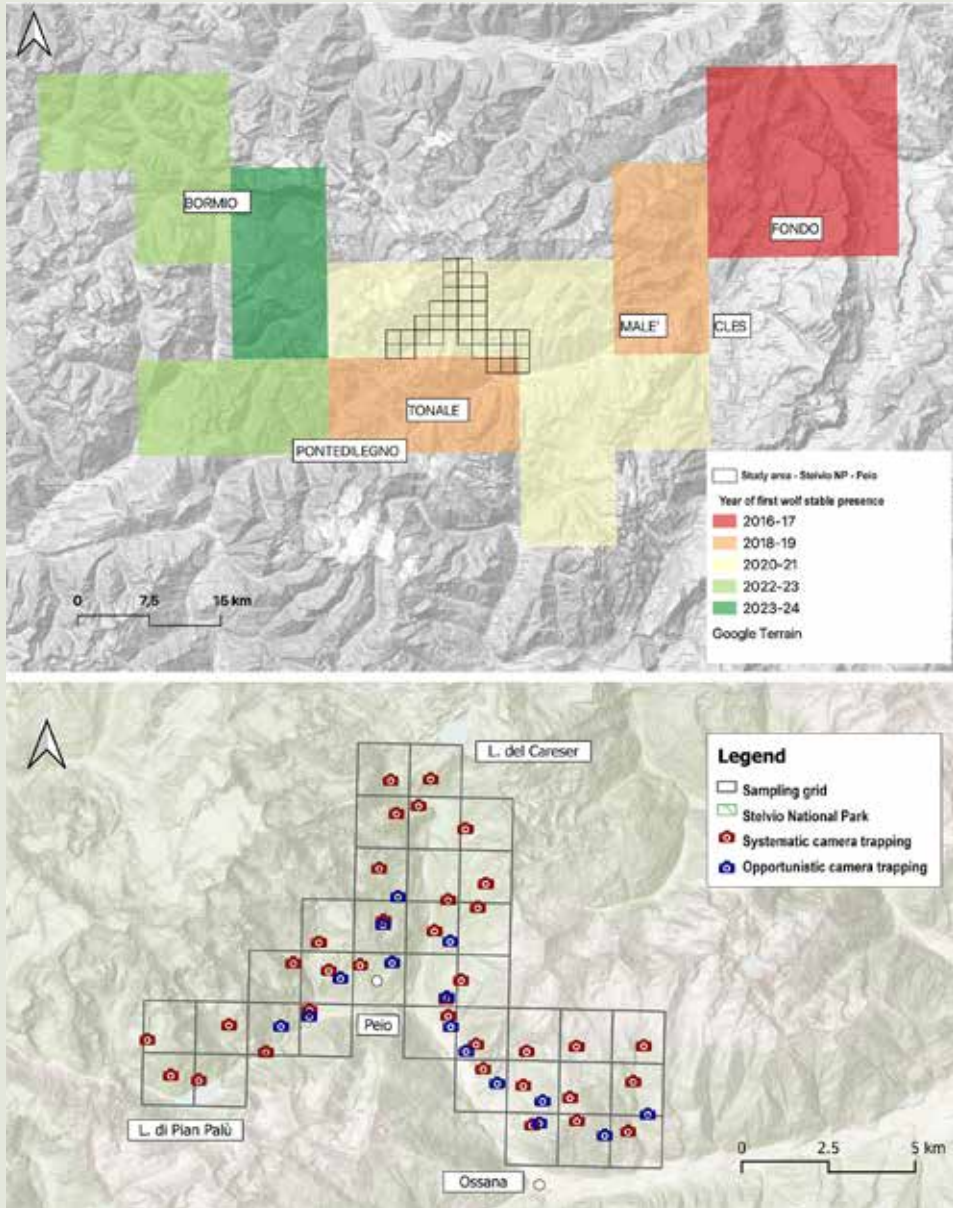 BORMIO
FONDO
MALE'
CLES
TONALE
PONTEDILEGNO
0 7,5 15 km
Study area - Stelvio NP - Peio
Year of first wolf stable presence
2016-17
2018-19
2020-21
2022-23
2023-24
Google Terrain
L. del Careser
Legend
Sampling grid
Stelvio National Park
Systematic camera trapping
Opportunistic camera trapping
Peio
L. di Pian Palù
Ossana
0 2.5 5 km